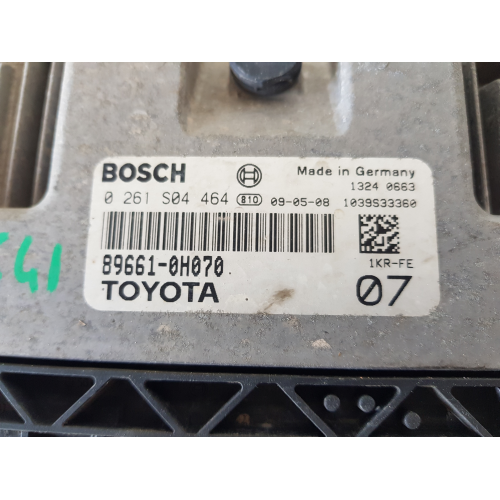 BOSCH Made in Germany
1324 0663
0 261 S04 464 810 09-05-08 1039S33360
89661-0H070
1KR-FE
TOYOTA 07